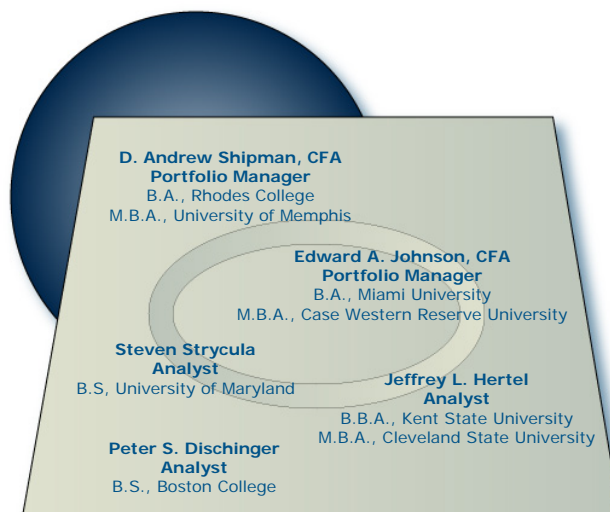 D. Andrew Shipman, CFA
Portfolio Manager
B.A., Rhodes College
M.B.A., University of Memphis
Edward A. Johnson, CFA
Portfolio Manager
B.A., Miami University
M.B.A., Case Western Reserve University
Steven Strycula
Analyst
B.S, University of Maryland
Jeffrey L. Hertel
Analyst
B.B.A., Kent State University
M.B.A., Cleveland State University
Peter S. Dischinger
Analyst
B.S., Boston College